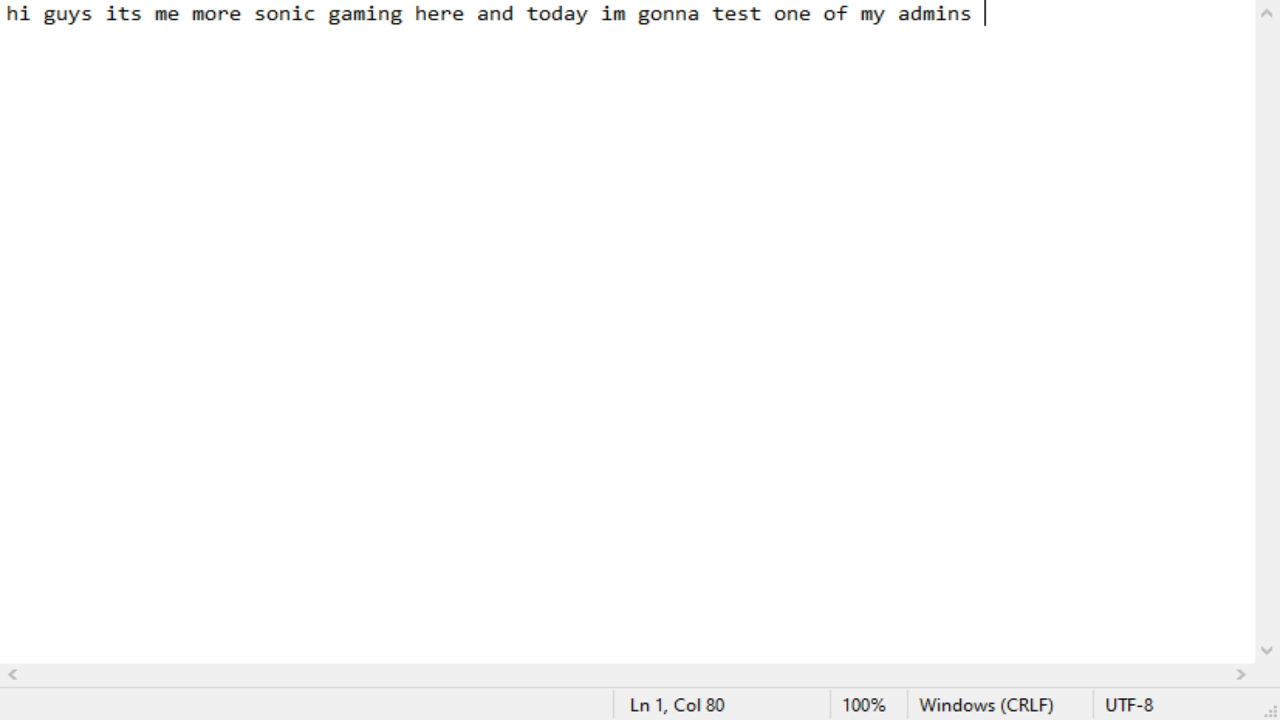 hi guys its me more sonic gaming here and today im gonna test one of my admins
Ln 1, Col 80
100%
Windows (CRLF)
UTF-8